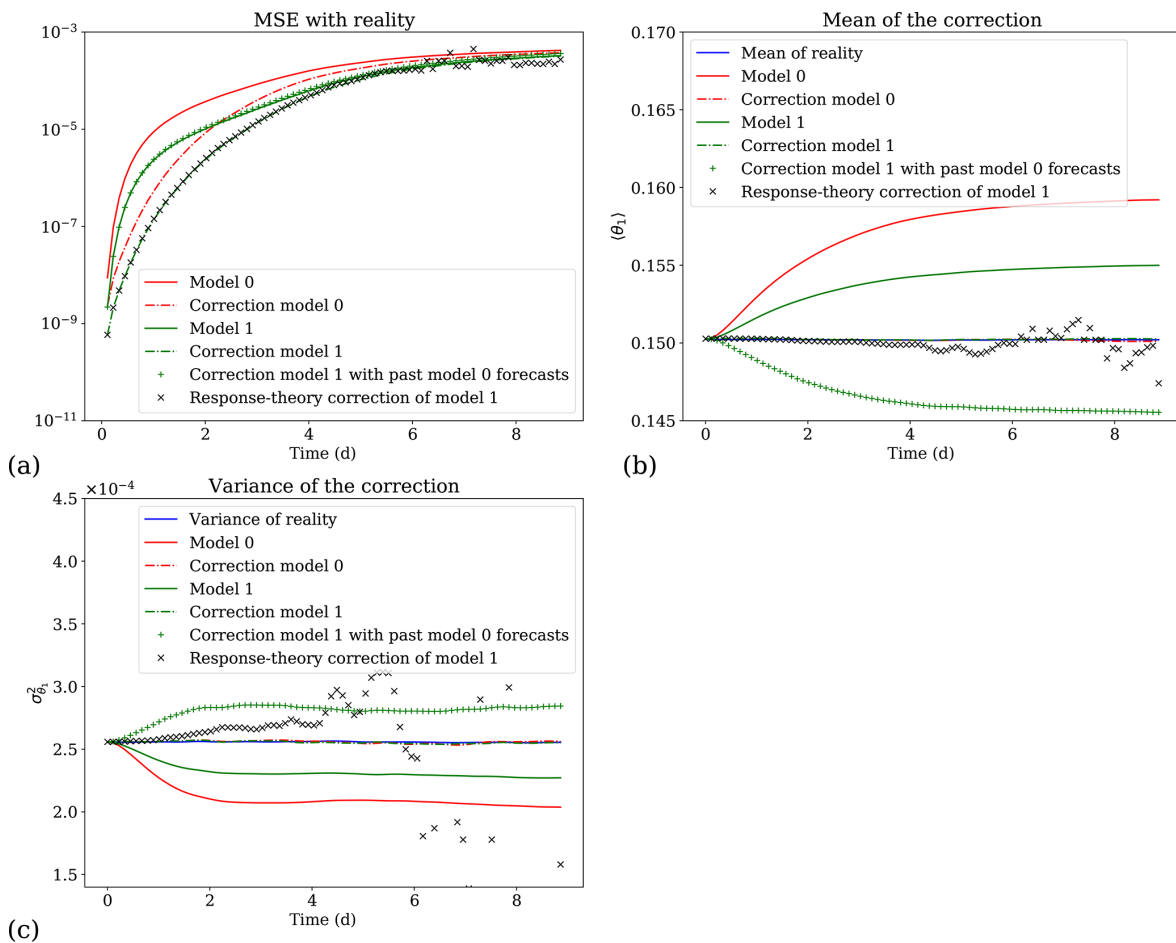 MSE with reality
10⁻³
10⁻⁵
10⁻⁷
10⁻⁹
10⁻¹¹
Model 0
Correction model 0
Model 1
Correction model 1
Correction model 1 with past model 0 forecasts
Response-theory correction of model 1
0 2 4 6 8
Time (d)
(a)
Mean of the correction
0.170
0.165
0.160
0.155
0.150
0.145
⟨θ₁⟩
Mean of reality
Model 0
Correction model 0
Model 1
Correction model 1
Correction model 1 with past model 0 forecasts
Response-theory correction of model 1
0 2 4 6 8
Time (d)
(b)
Variance of the correction
×10⁻⁴
4.5
4.0
3.5
3.0
2.5
2.0
1.5
σ²_θ₁
Variance of reality
Model 0
Correction model 0
Model 1
Correction model 1
Correction model 1 with past model 0 forecasts
Response-theory correction of model 1
0 2 4 6 8
Time (d)
(c)